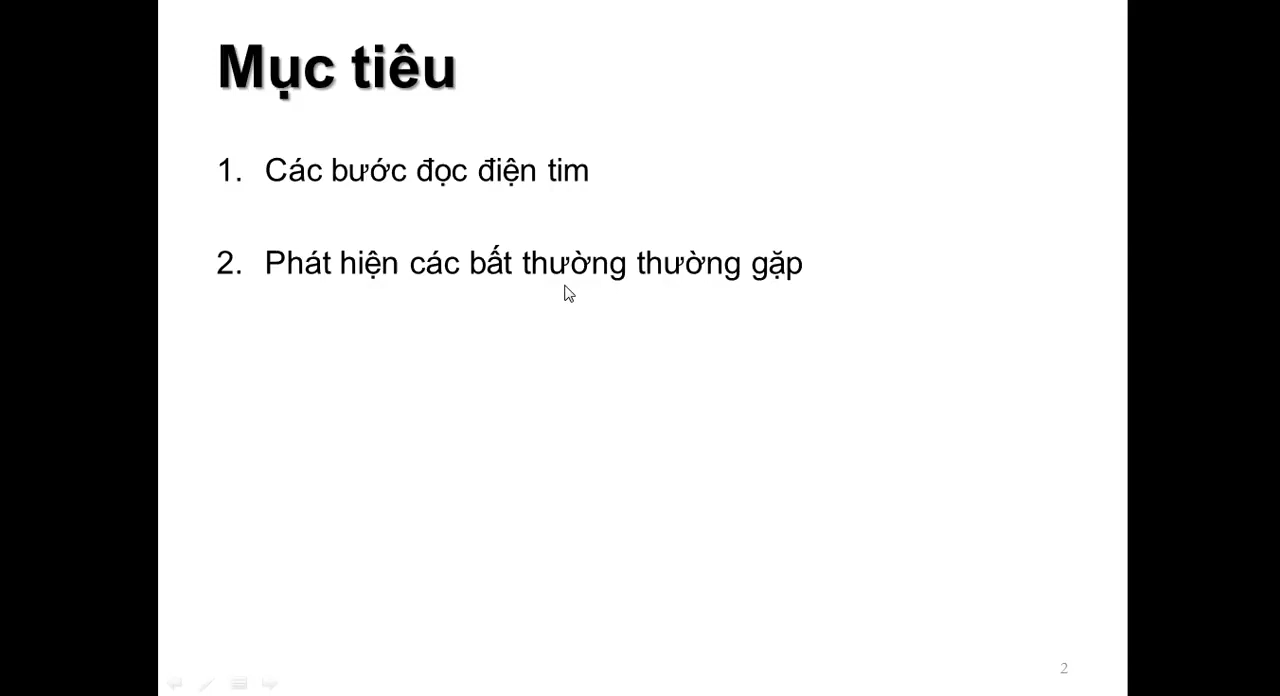 Mục tiêu
1. Các bước đọc điện tim
2. Phát hiện các bất thường thường gặp
2